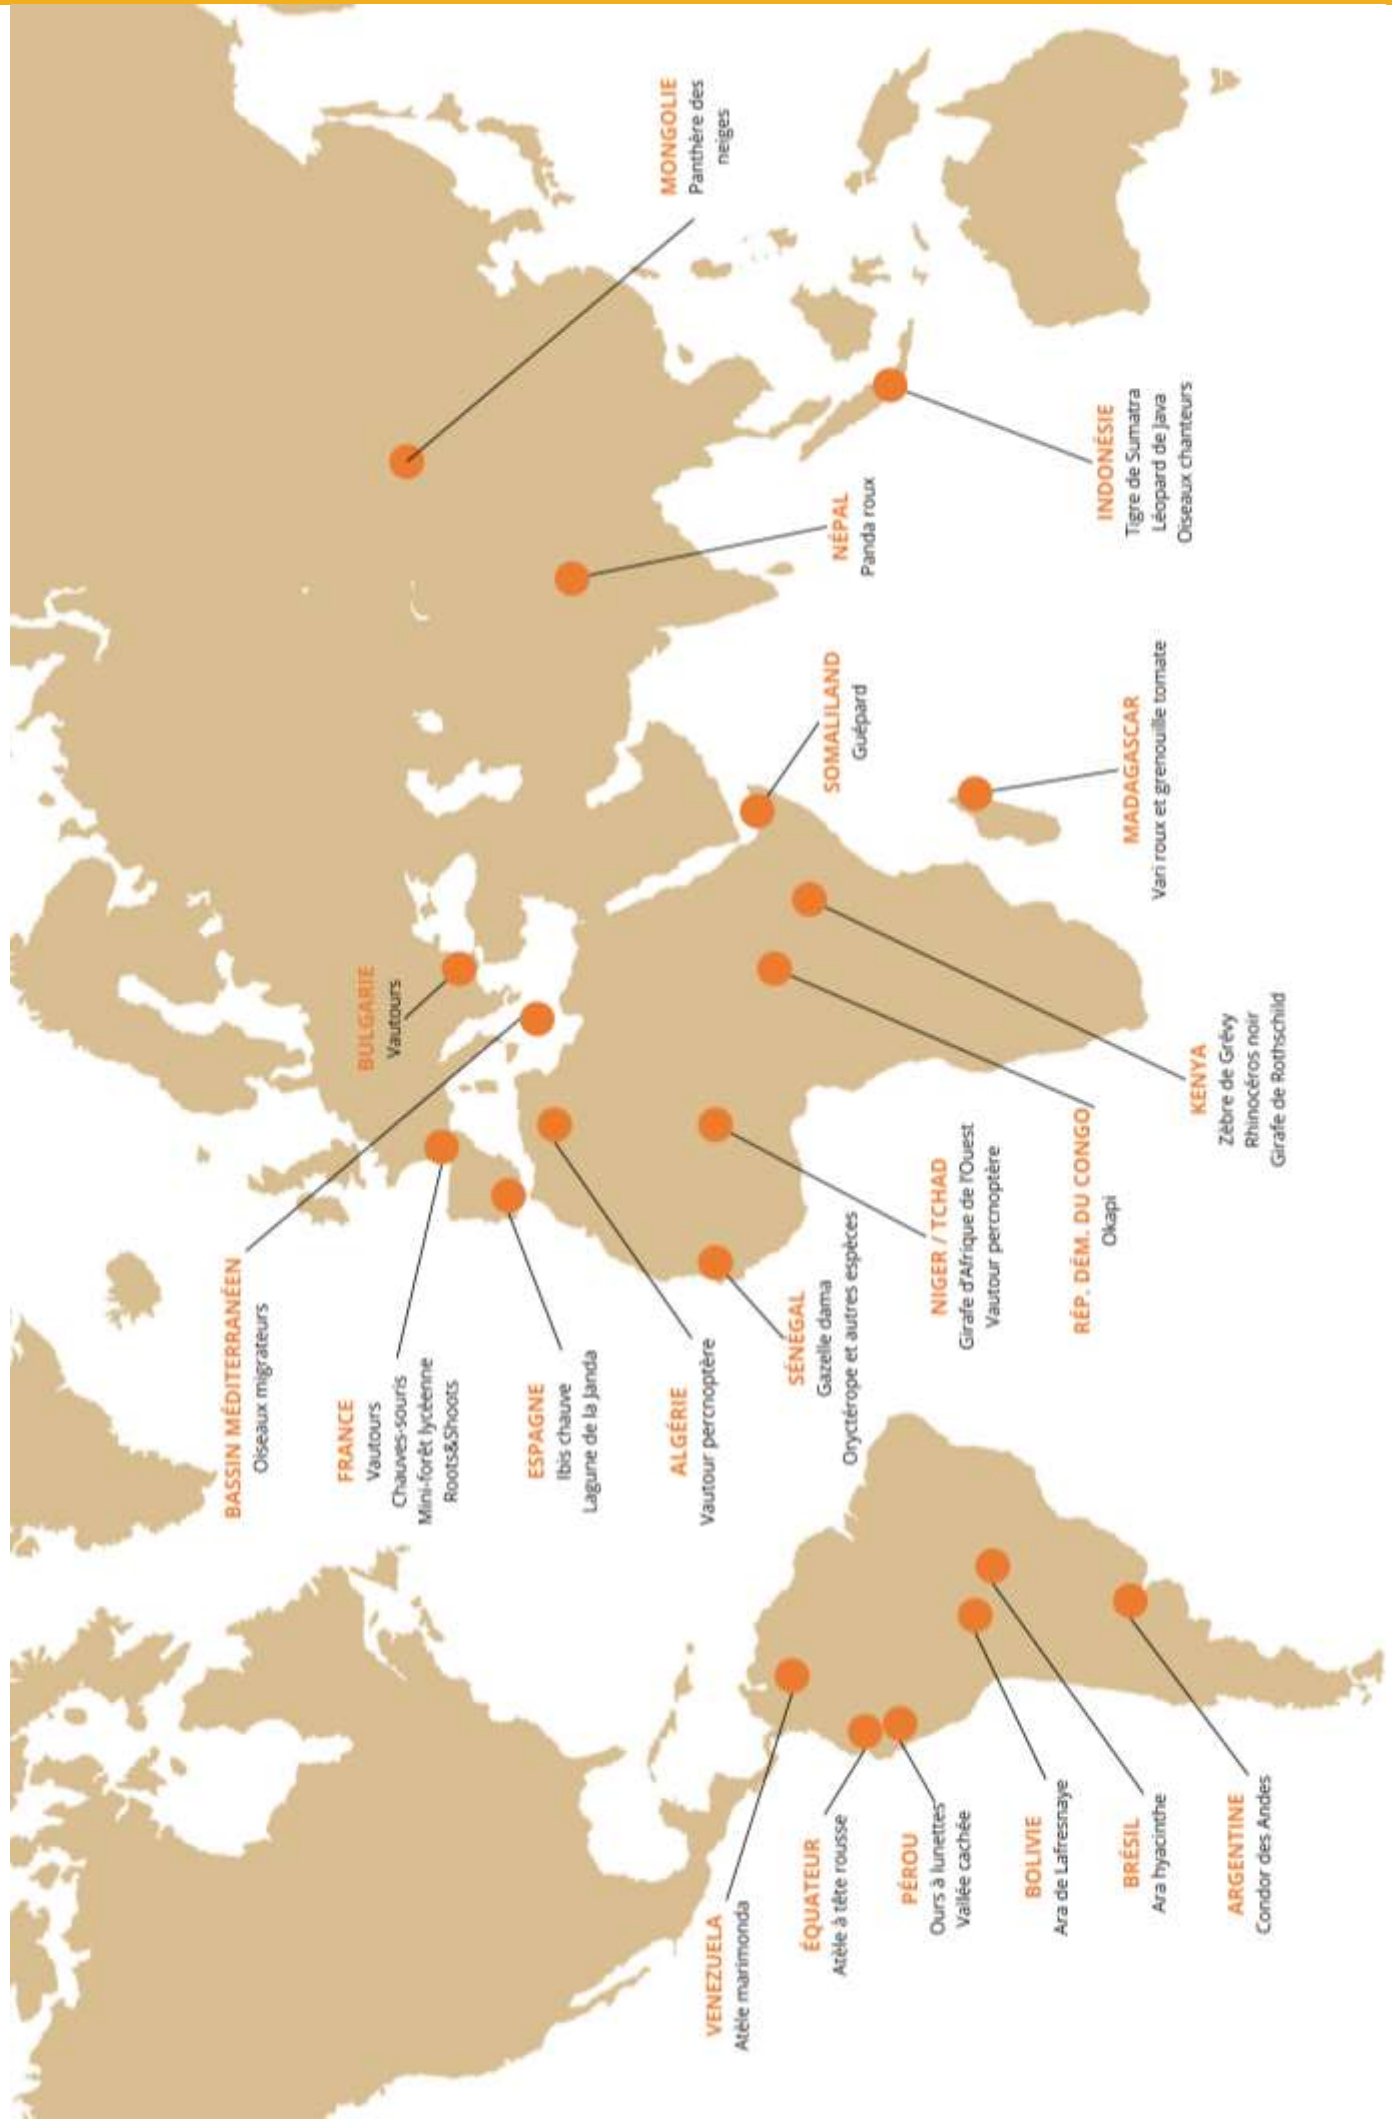 BASSIN MÉDITERRANÉEN
Oiseaux migrateurs
FRANCE
Vautours
Chauves-souris
Mini-forêt lycéenne
Roots&Shoots
ESPAGNE
Ibis chauve
Lagune de la Janda
ALGÉRIE
Vautour percnoptère
SÉNÉGAL
Gazelle dama
Oryctérope et autres espèces
NIGER / TCHAD
Girafe d'Afrique de l'Ouest
Vautour percnoptère
RÉP. DÉM. DU CONGO
Okapi
KENYA
Zèbre de Grévy
Rhinocéros noir
Girafe de Rothschild
BULGARIE
Vautours
SOMALILAND
Guépard
MADAGASCAR
Vari roux et grenouille tomate
NÉPAL
Panda roux
INDONÉSIE
Tigre de Sumatra
Léopard de Java
Oiseaux chanteurs
MONGOLIE
Panthère des
neiges
VENEZUELA
Atèle marimonda
ÉQUATEUR
Atèle à tête rousse
PÉROU
Ours à lunettes
Vallée cachée
BOLIVIE
Ara de Lafresnaye
BRÉSIL
Ara hyacinthe
ARGENTINE
Condor des Andes